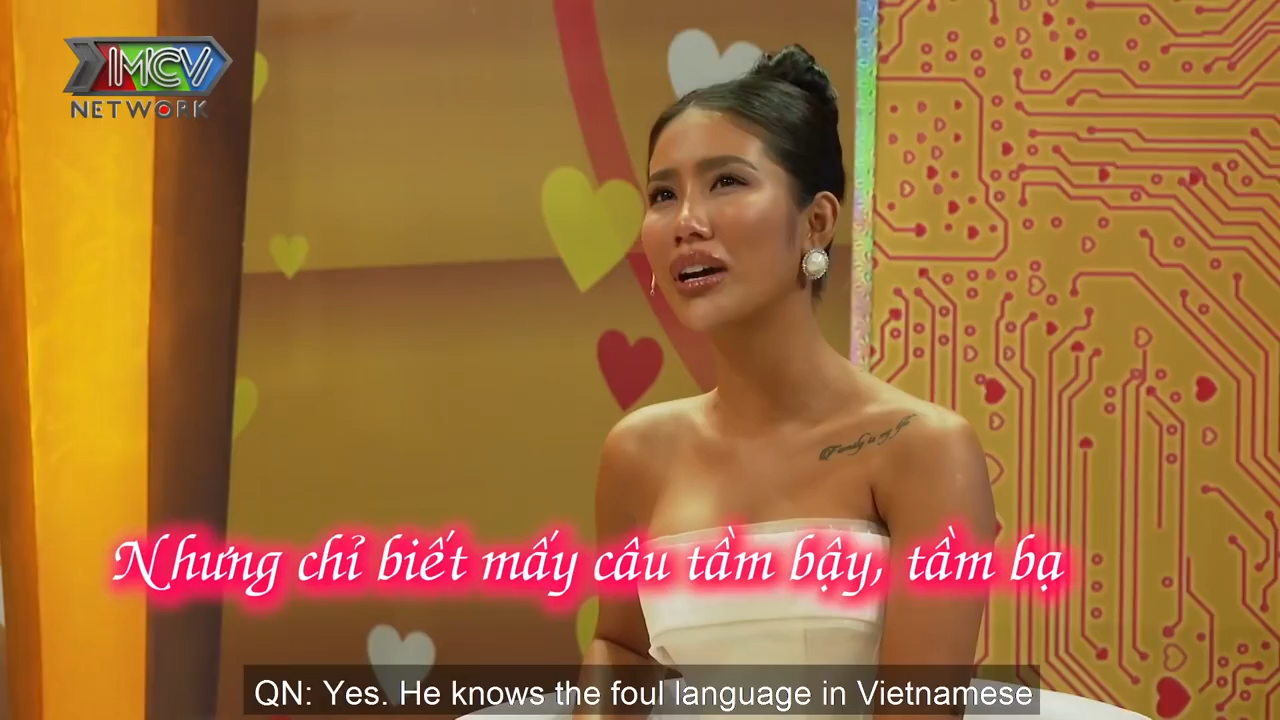 MCV
NETWORK
Nhưng chỉ biết mấy câu tầm bậy, tầm bạ
QN: Yes. He knows the foul language in Vietnamese